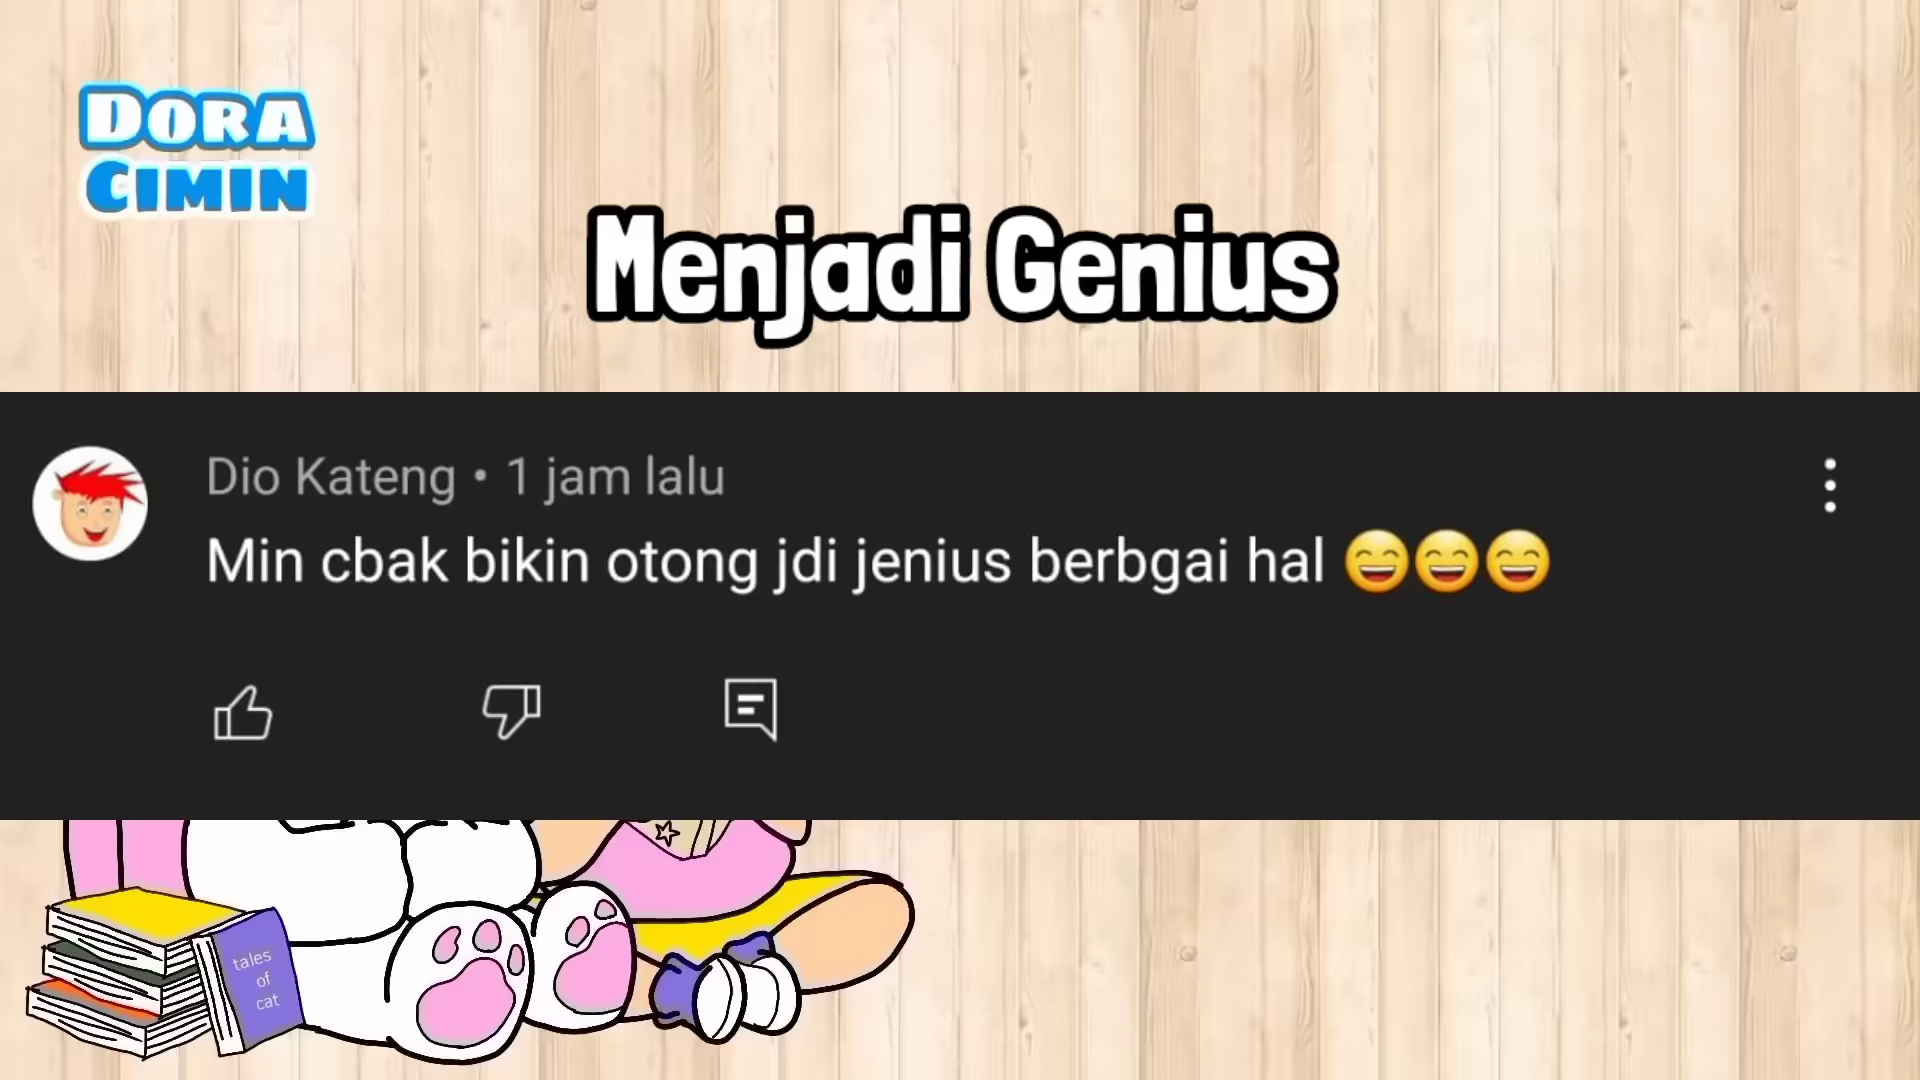 DORA
CIMIN
Menjadi Genius
Dio Kateng • 1 jam lalu
Min cbak bikin otong jdi jenius berbgai hal 😄😄😄
tales
of
cat